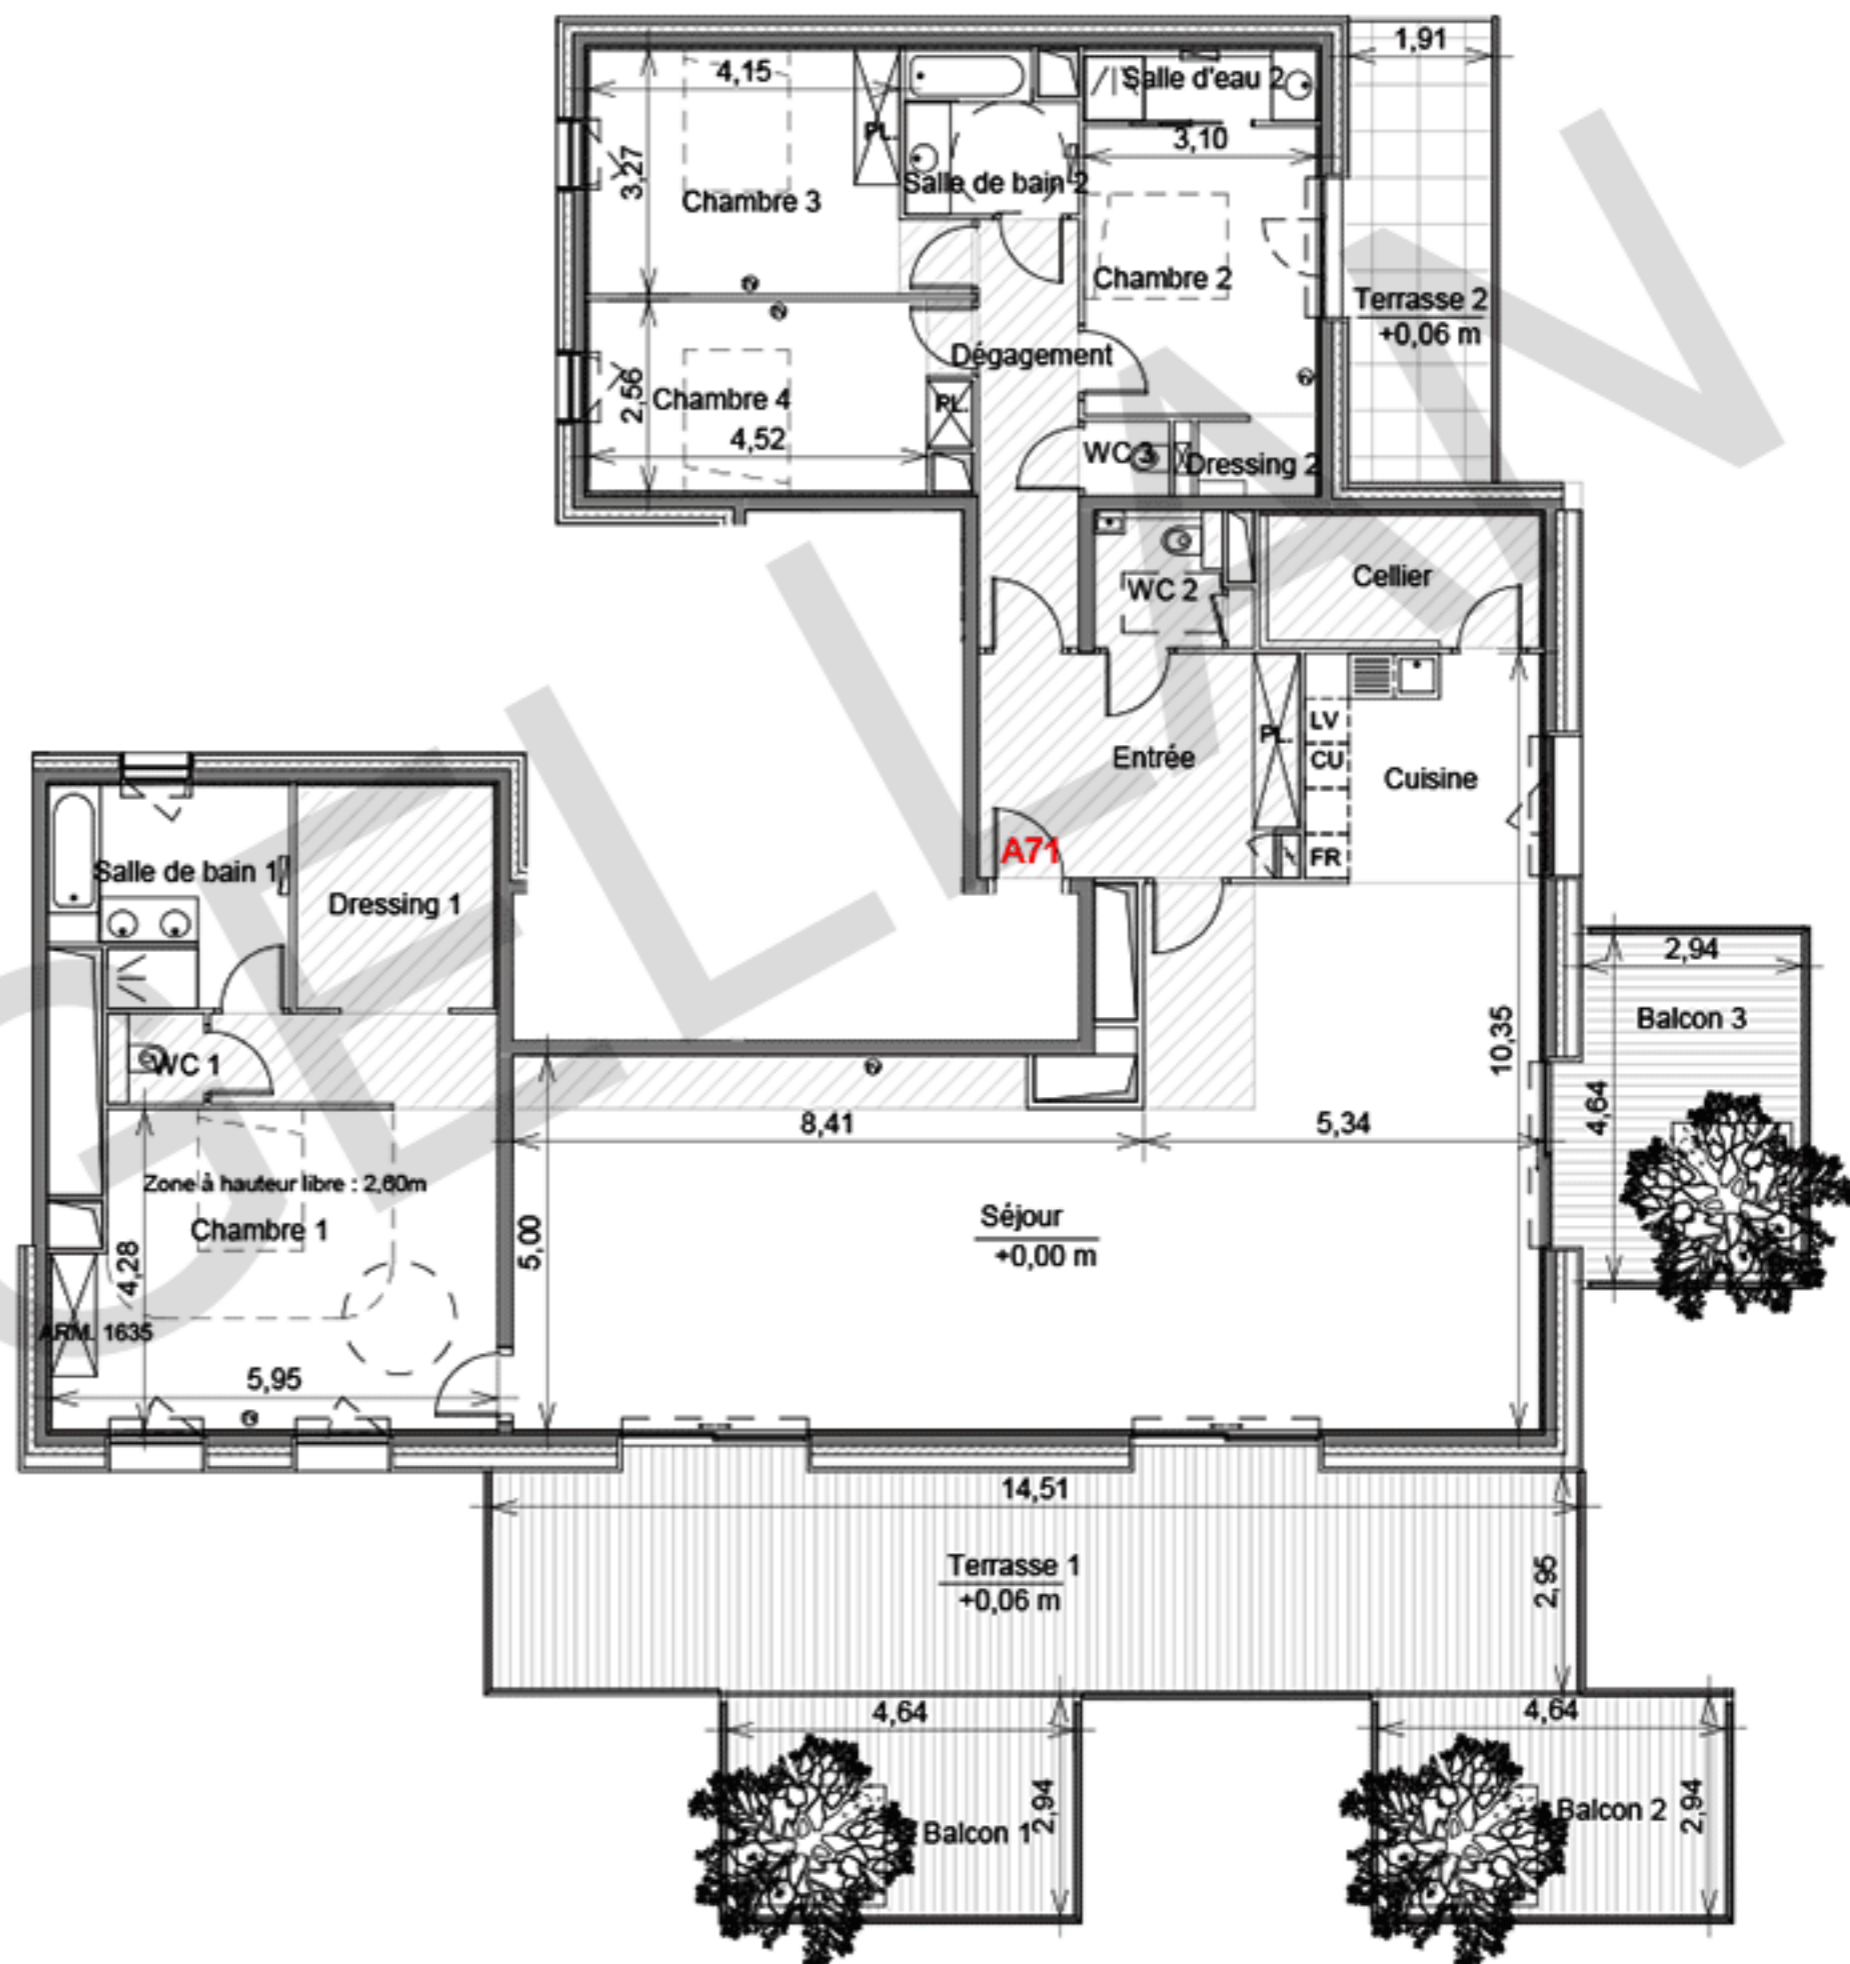 1,91
4,15
Salle d'eau 2
PL.
3,10
3,27
Salle de bain 2
Chambre 3
Chambre 2
Terrasse 2
+0,06 m
Dégagement
2,56
Chambre 4
PL.
4,52
WC 3
Dressing 2
WC 2
Cellier
LV
PL.
Entrée
CU
Cuisine
A71
FR
Salle de bain 1
Dressing 1
2,94
Balcon 3
10,35
WC 1
4,64
8,41
5,34
Zone à hauteur libre : 2,60m
Chambre 1
Séjour
+0,00 m
5,00
4,28
ARM. 1635
5,95
14,51
Terrasse 1
+0,06 m
2,95
4,64
4,64
2,94
2,94
Balcon 1
Balcon 2
GELLAN